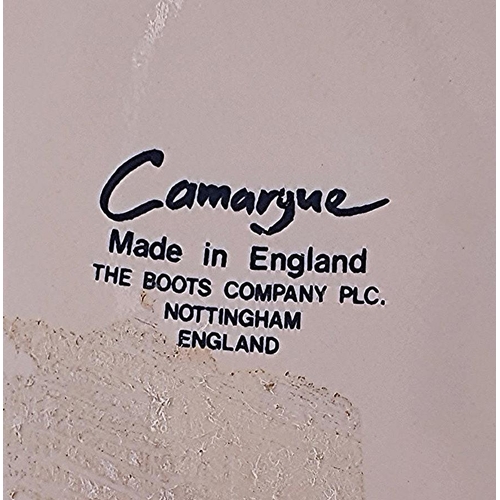 Camargue
Made in England
THE BOOTS COMPANY PLC.
NOTTINGHAM
ENGLAND